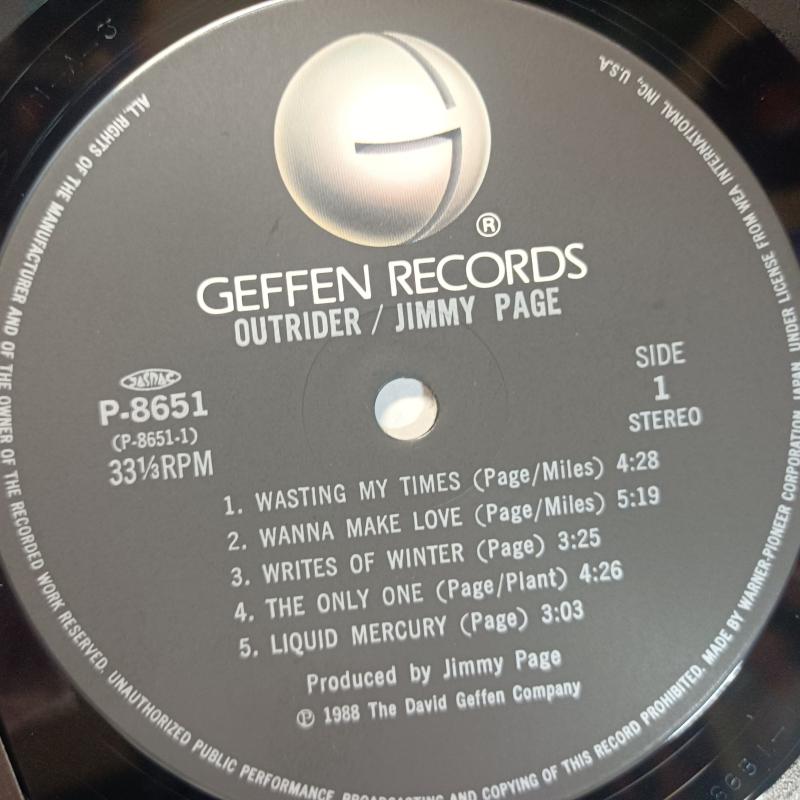 GEFFEN RECORDS
®
OUTRIDER / JIMMY PAGE
JASRAC
P-8651
(P-8651-1)
33⅓RPM
SIDE
1
STEREO
1. WASTING MY TIMES (Page/Miles) 4:28
2. WANNA MAKE LOVE (Page/Miles) 5:19
3. WRITES OF WINTER (Page) 3:25
4. THE ONLY ONE (Page/Plant) 4:26
5. LIQUID MERCURY (Page) 3:03
Produced by Jimmy Page
℗ 1988 The David Geffen Company
ALL RIGHTS OF THE MANUFACTURER AND OF THE OWNER OF THE RECORDED WORK RESERVED. UNAUTHORIZED PUBLIC PERFORMANCE BROADCASTING AND COPYING OF THIS RECORD PROHIBITED. MADE BY WARNER-PIONEER CORPORATION, JAPAN UNDER LICENSE FROM WEA INTERNATIONAL INC., U.S.A.